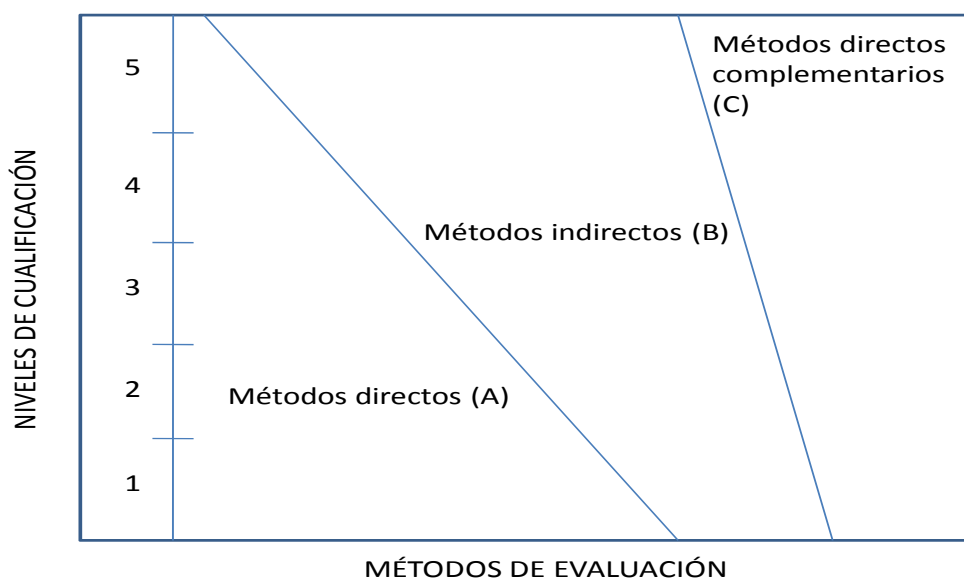 Métodos directos
complementarios
(C)
5
4
Métodos indirectos (B)
3
Métodos directos (A)
2
1
NIVELES DE CUALIFICACIÓN
MÉTODOS DE EVALUACIÓN